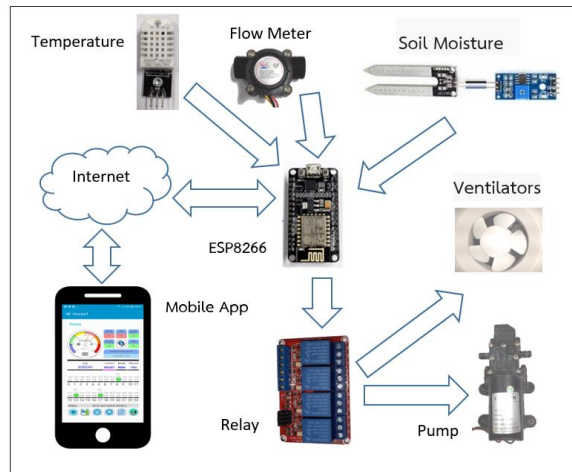 Temperature
Flow Meter
Soil Moisture
Internet
ESP8266
Ventilators
Mobile App
Relay
Pump